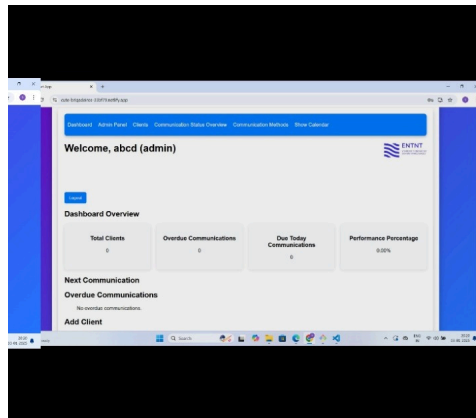 Dashboard Admin Panel Clients Communication Status Overview Communication Methods Show Calendar
Welcome, abcd (admin)
ENTNT
Dashboard Overview
Total Clients
0
Overdue Communications
0
Due Today
Communications
0
Performance Percentage
0.00%
Next Communication
Overdue Communications
No overdue communications.
Add Client
Search